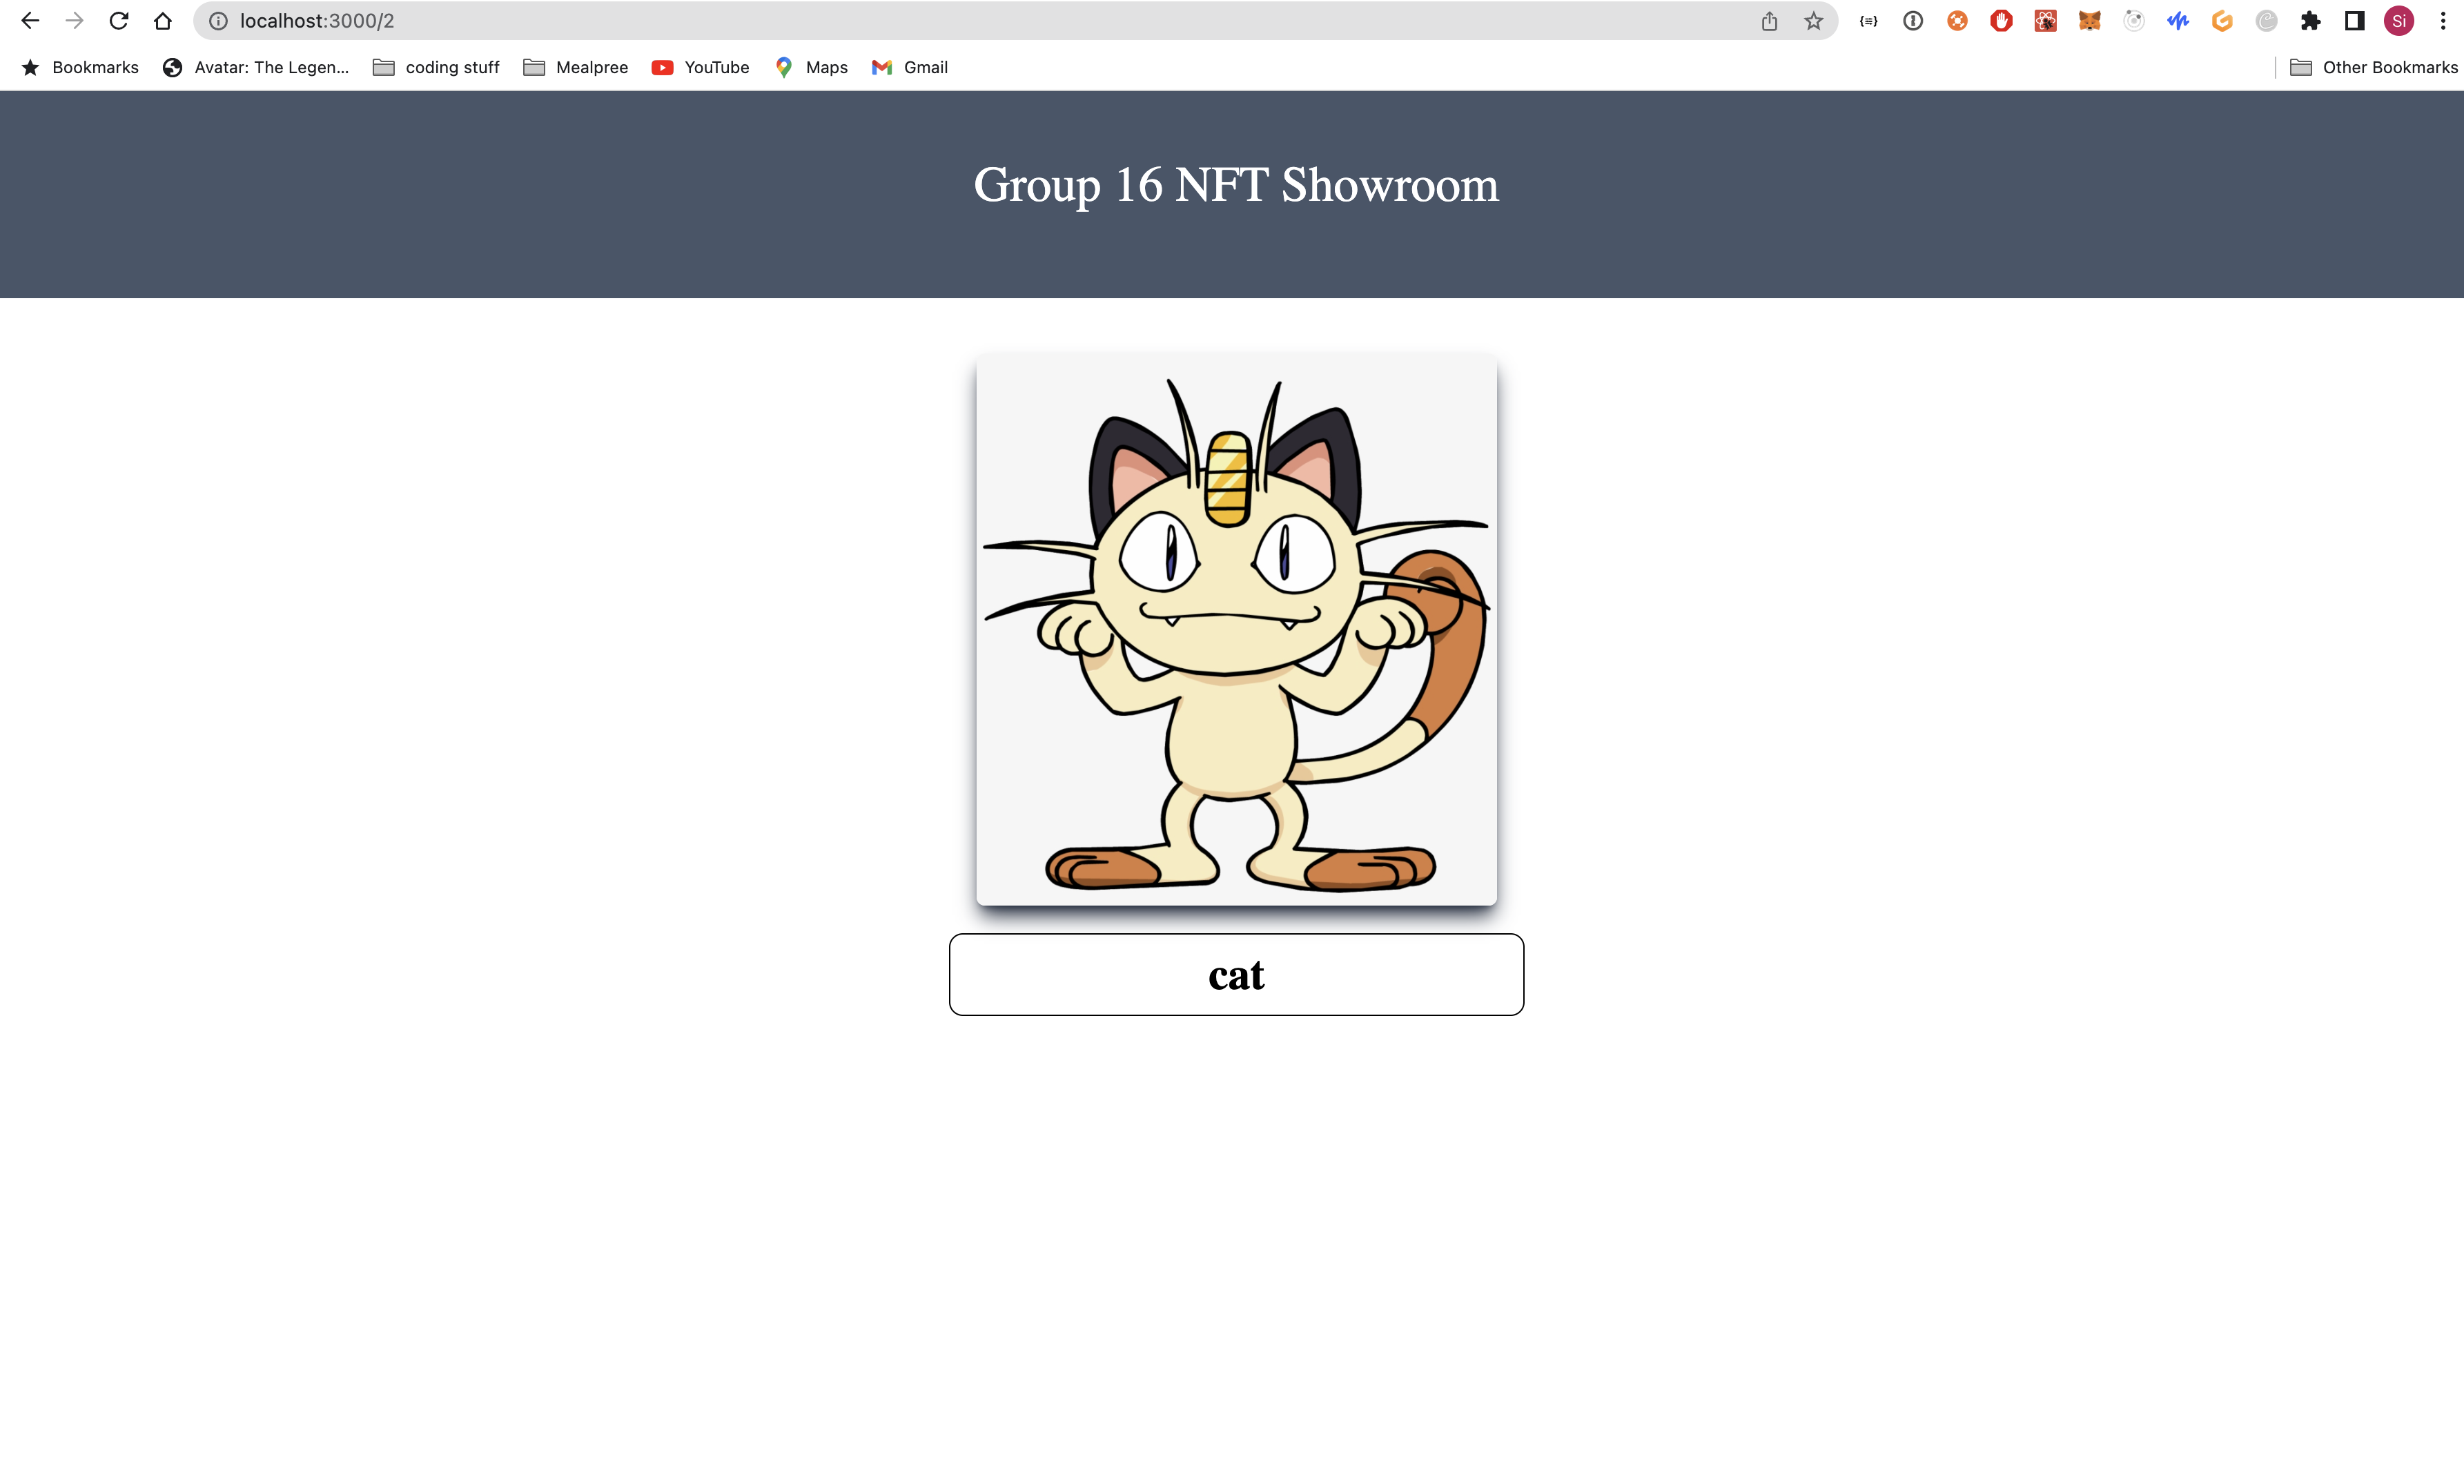 localhost:3000/2
Si
Bookmarks Avatar: The Legen... coding stuff Mealpree YouTube Maps Gmail Other Bookmarks
Group 16 NFT Showroom
cat